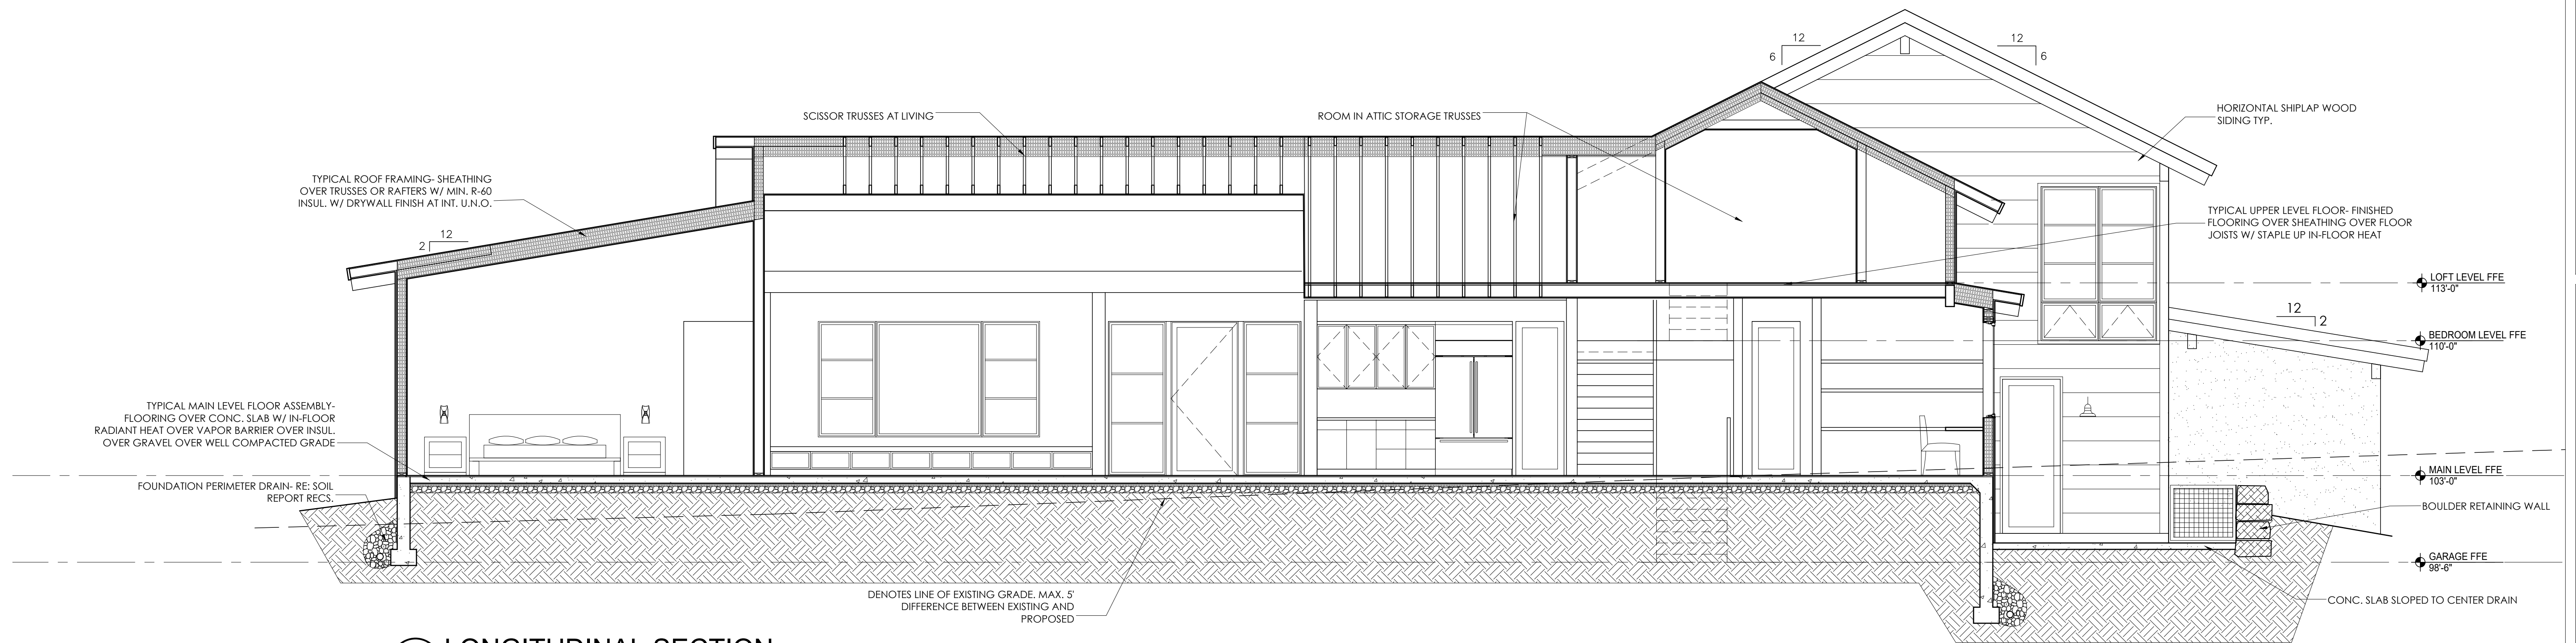 12
6
12
6
SCISSOR TRUSSES AT LIVING
ROOM IN ATTIC STORAGE TRUSSES
HORIZONTAL SHIPLAP WOOD
SIDING TYP.
TYPICAL ROOF FRAMING- SHEATHING
OVER TRUSSES OR RAFTERS W/ MIN. R-60
INSUL. W/ DRYWALL FINISH AT INT. U.N.O.
12
2
TYPICAL UPPER LEVEL FLOOR- FINISHED
FLOORING OVER SHEATHING OVER FLOOR
JOISTS W/ STAPLE UP IN-FLOOR HEAT
LOFT LEVEL FFE
113'-0"
12
2
BEDROOM LEVEL FFE
110'-0"
TYPICAL MAIN LEVEL FLOOR ASSEMBLY-
FLOORING OVER CONC. SLAB W/ IN-FLOOR
RADIANT HEAT OVER VAPOR BARRIER OVER INSUL.
OVER GRAVEL OVER WELL COMPACTED GRADE
MAIN LEVEL FFE
103'-0"
FOUNDATION PERIMETER DRAIN- RE: SOIL
REPORT RECS.
BOULDER RETAINING WALL
GARAGE FFE
98'-6"
DENOTES LINE OF EXISTING GRADE. MAX. 5'
DIFFERENCE BETWEEN EXISTING AND
PROPOSED
CONC. SLAB SLOPED TO CENTER DRAIN
LONGITUDINAL SECTION